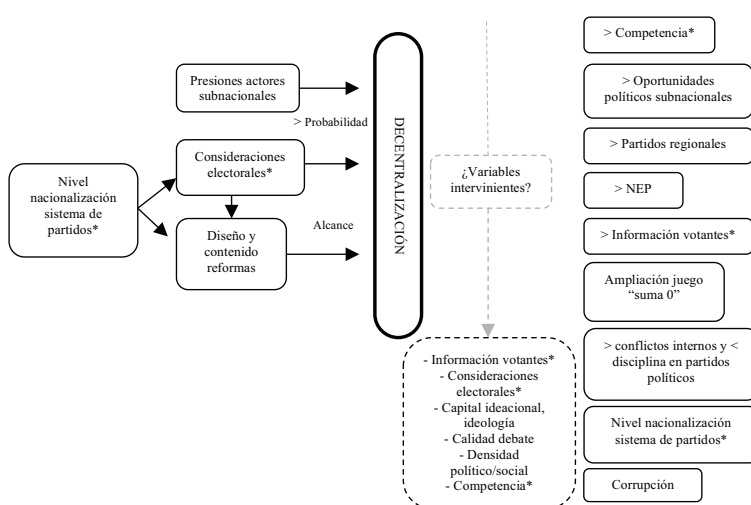 Nivel
nacionalización
sistema de
partidos*
Presiones actores
subnacionales
> Probabilidad
Consideraciones
electorales*
Diseño y
contenido
reformas
Alcance
DECENTRALIZACIÓN
¿Variables
intervinientes?
- Información votantes*
- Consideraciones
electorales*
- Capital ideacional,
ideología
- Calidad debate
- Densidad
político/social
- Competencia*
> Competencia*
> Oportunidades
políticos subnacionales
> Partidos regionales
> NEP
> Información votantes*
Ampliación juego
“suma 0”
> conflictos internos y <
disciplina en partidos
políticos
Nivel nacionalización
sistema de partidos*
Corrupción